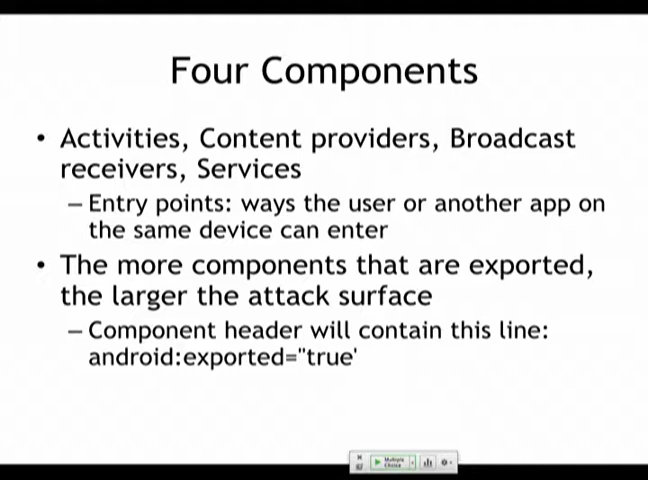 Four Components
• Activities, Content providers, Broadcast
receivers, Services
– Entry points: ways the user or another app on
the same device can enter
• The more components that are exported,
the larger the attack surface
– Component header will contain this line:
android:exported="true'
Multiple
Choice